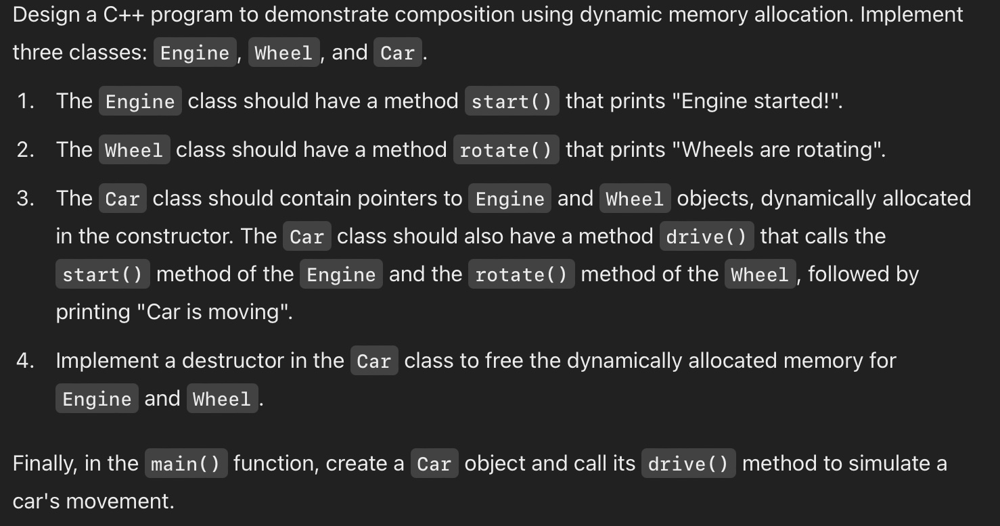 Design a C++ program to demonstrate composition using dynamic memory allocation. Implement
three classes: Engine, Wheel, and Car.
1. The Engine class should have a method start() that prints "Engine started!".
2. The Wheel class should have a method rotate() that prints "Wheels are rotating".
3. The Car class should contain pointers to Engine and Wheel objects, dynamically allocated
in the constructor. The Car class should also have a method drive() that calls the
start() method of the Engine and the rotate() method of the Wheel, followed by
printing "Car is moving".
4. Implement a destructor in the Car class to free the dynamically allocated memory for
Engine and Wheel.
Finally, in the main() function, create a Car object and call its drive() method to simulate a
car's movement.